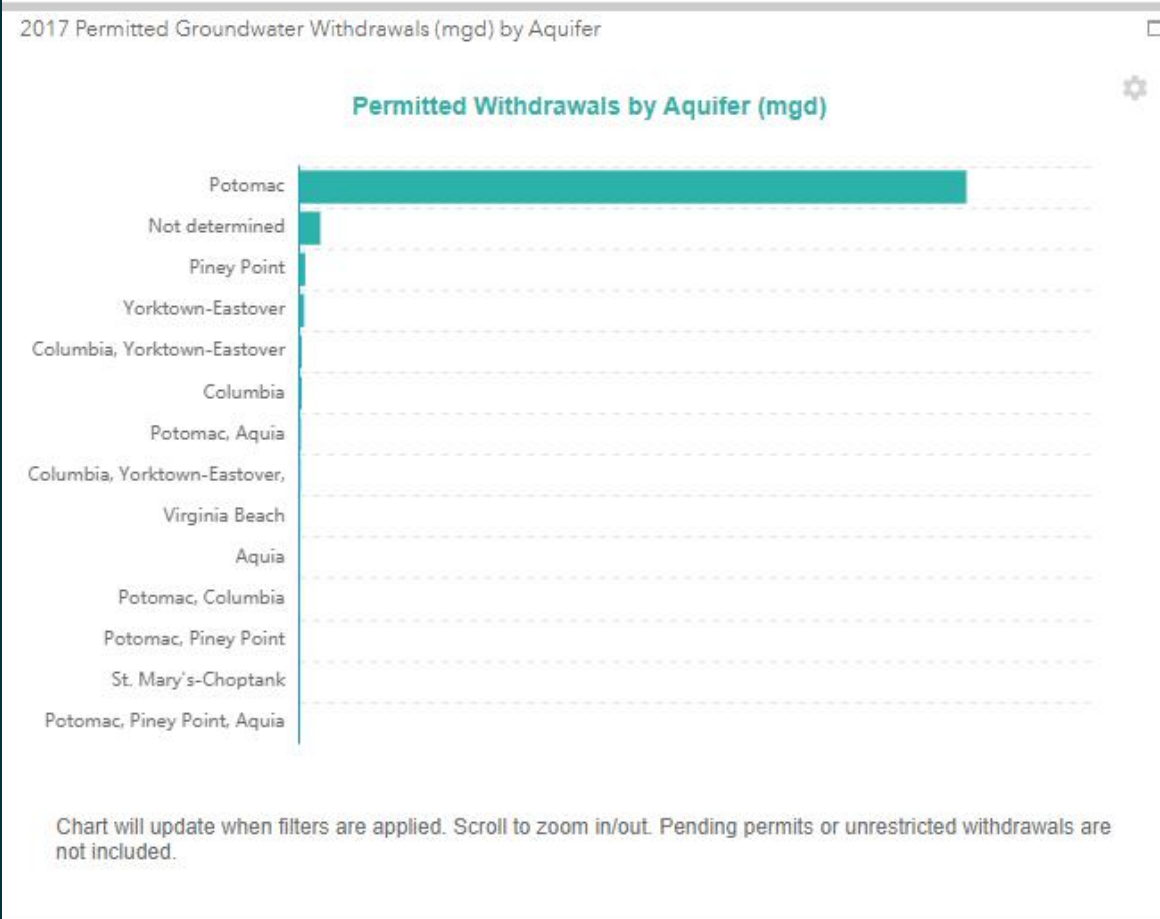 2017 Permitted Groundwater Withdrawals (mgd) by Aquifer
Permitted Withdrawals by Aquifer (mgd)
Potomac
Not determined
Piney Point
Yorktown-Eastover
Columbia, Yorktown-Eastover
Columbia
Potomac, Aquia
Columbia, Yorktown-Eastover,
Virginia Beach
Aquia
Potomac, Columbia
Potomac, Piney Point
St. Mary's-Choptank
Potomac, Piney Point, Aquia
Chart will update when filters are applied. Scroll to zoom in/out. Pending permits or unrestricted withdrawals are
not included.